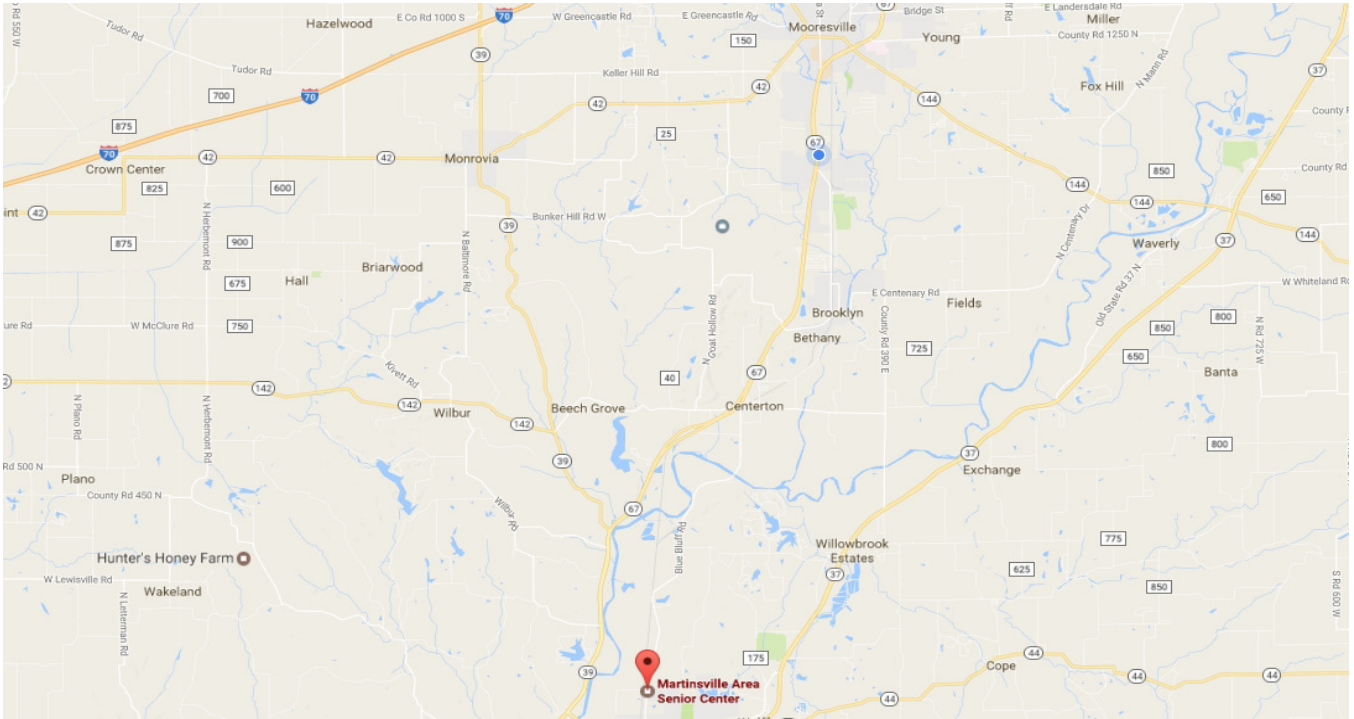 Rd 550 W
Hazelwood
E Co Rd 1000 S
70
W Greencastle Rd
E Greencastle Rd
67
Bridge St
E Landersdale Rd
Miller
County Rd 1250 N
Mooresville
Young
150
39
Tudor Rd
Tudor Rd
Keller Hill Rd
N Mann Rd
37
Fox Hill
700
70
42
42
144
875
25
County
67
70
42
42
Monrovia
Crown Center
County Rd
850
825
600
144
144
650
42
N Herbemont Rd
Bunker Hill Rd W
39
N Centenary Dr
144
37
Waverly
875
900
N Baltimore Rd
Briarwood
Hall
675
Old State Rd 37 N
W Whiteland Rd
E Centenary Rd
Fields
Brooklyn
Bethany
County Rd 390 E
W McClure Rd
750
N Goat Hollow Rd
800
850
N Rd 725 W
725
650
Banta
Kivett Rd
67
40
142
142
142
Wilbur
Beech Grove
Centerton
N Plano Rd
N Herbemont Rd
39
37
Exchange
800
Rd 500 N
Plano
County Rd 450 N
Wilbur Rd
67
Blue Bluff Rd
Willowbrook
Estates
775
Hunter's Honey Farm
37
625
850
W Lewisville Rd
Wakeland
N Letterman Rd
S Rd 600 W
175
Cope
44
44
44
39
44
Martinsville Area
Senior Center